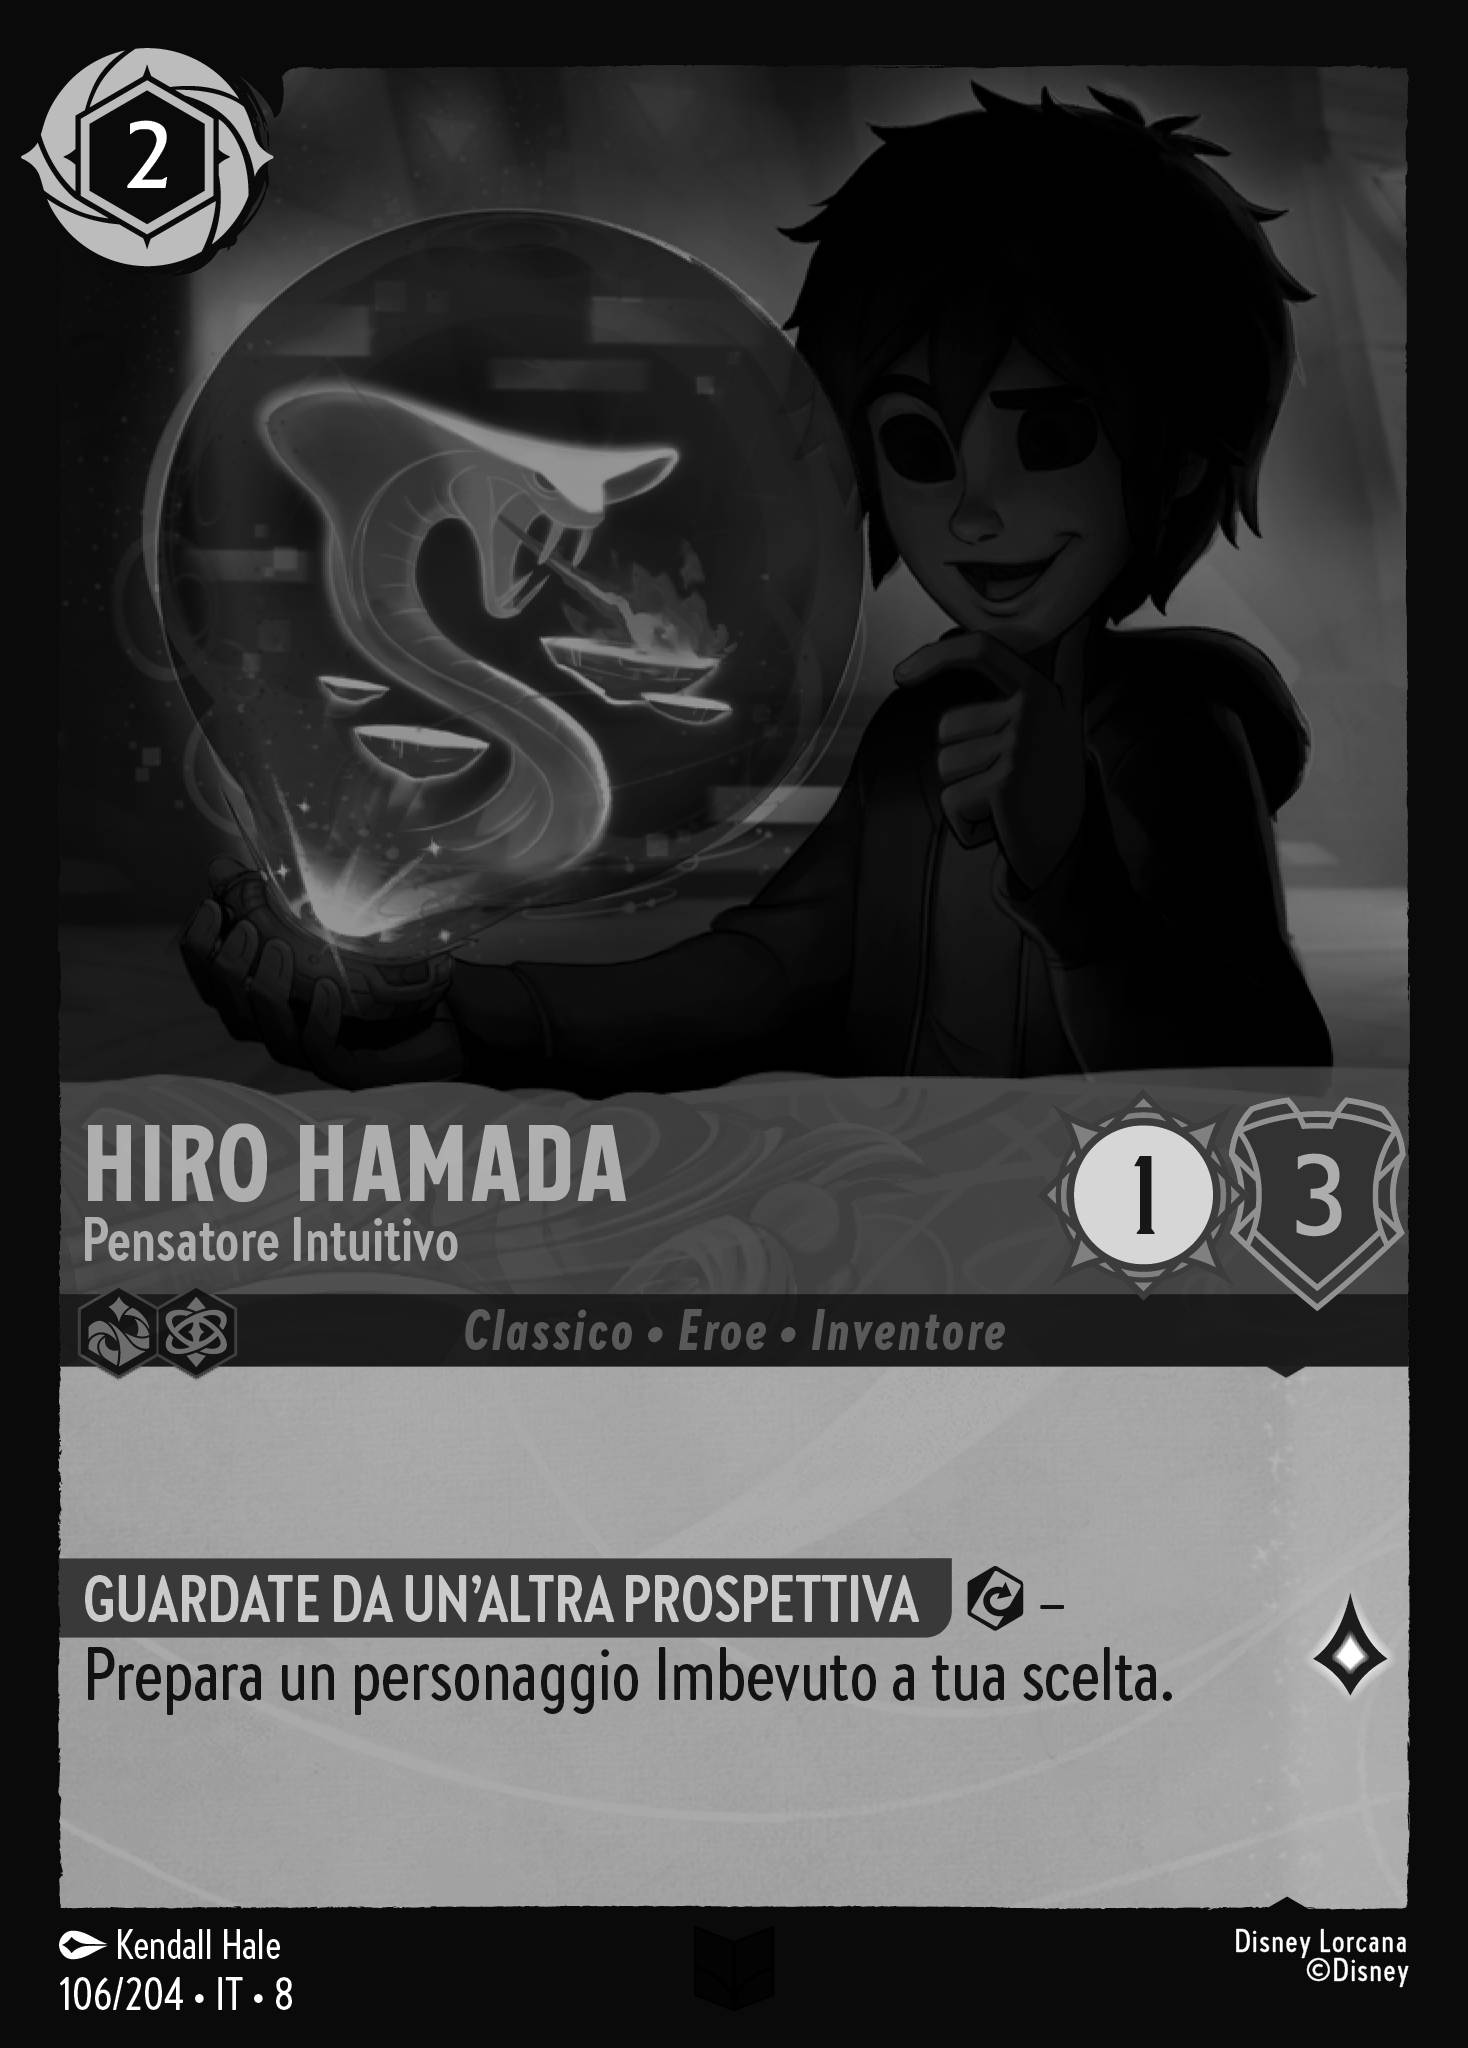 2
HIRO HAMADA
Pensatore Intuitivo
1
3
Classico • Eroe • Inventore
GUARDATE DA UN’ALTRA PROSPETTIVA –
Prepara un personaggio Imbevuto a tua scelta.
Kendall Hale
106/204 • IT • 8
Disney Lorcana
©Disney